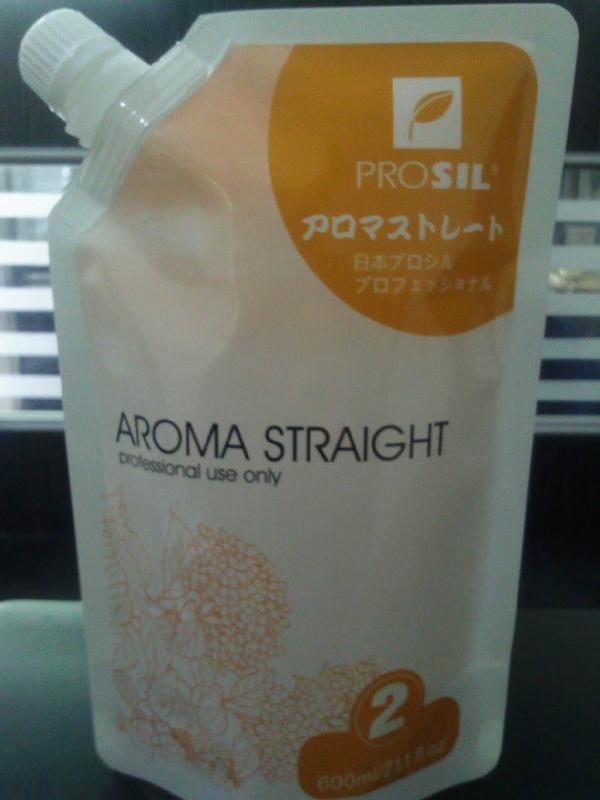 PROSIL®
アロマストレート
日本プロシル
プロフェッショナル
AROMA STRAIGHT
professional use only
2
600ml/21.1 fl oz